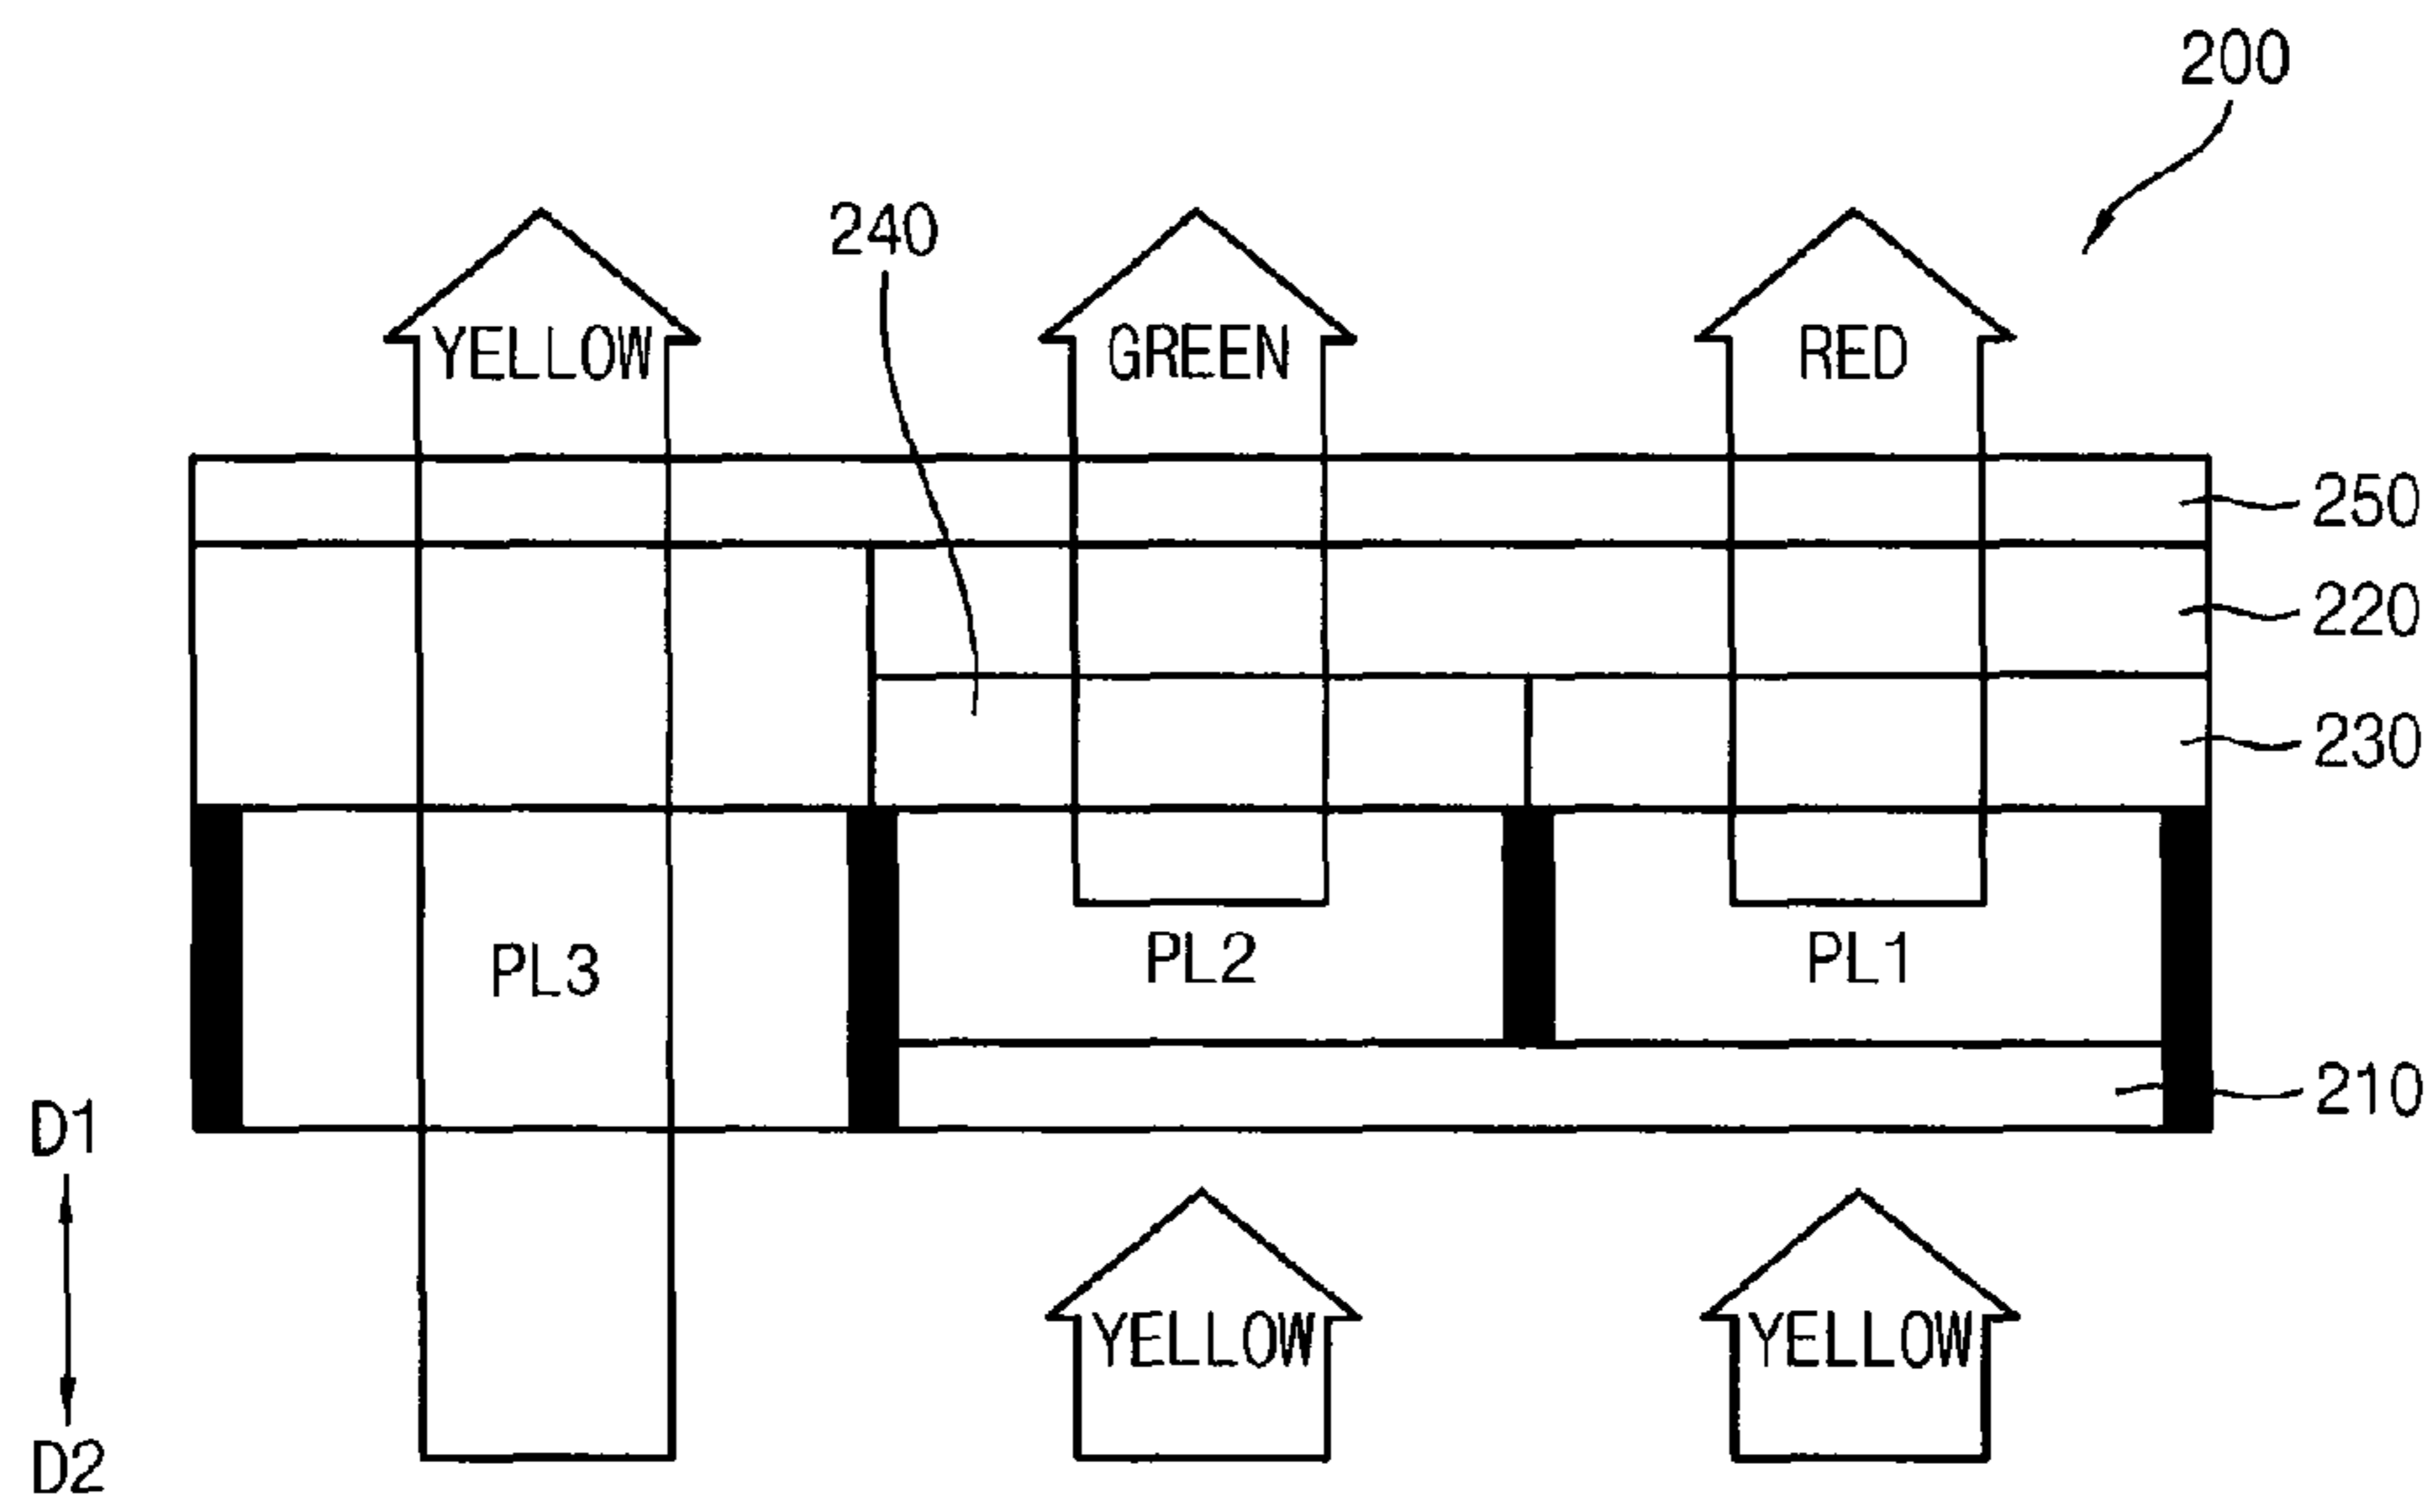 200
240
YELLOW GREEN RED
250
220
230
PL3 PL2 PL1
210
D1
D2
YELLOW YELLOW